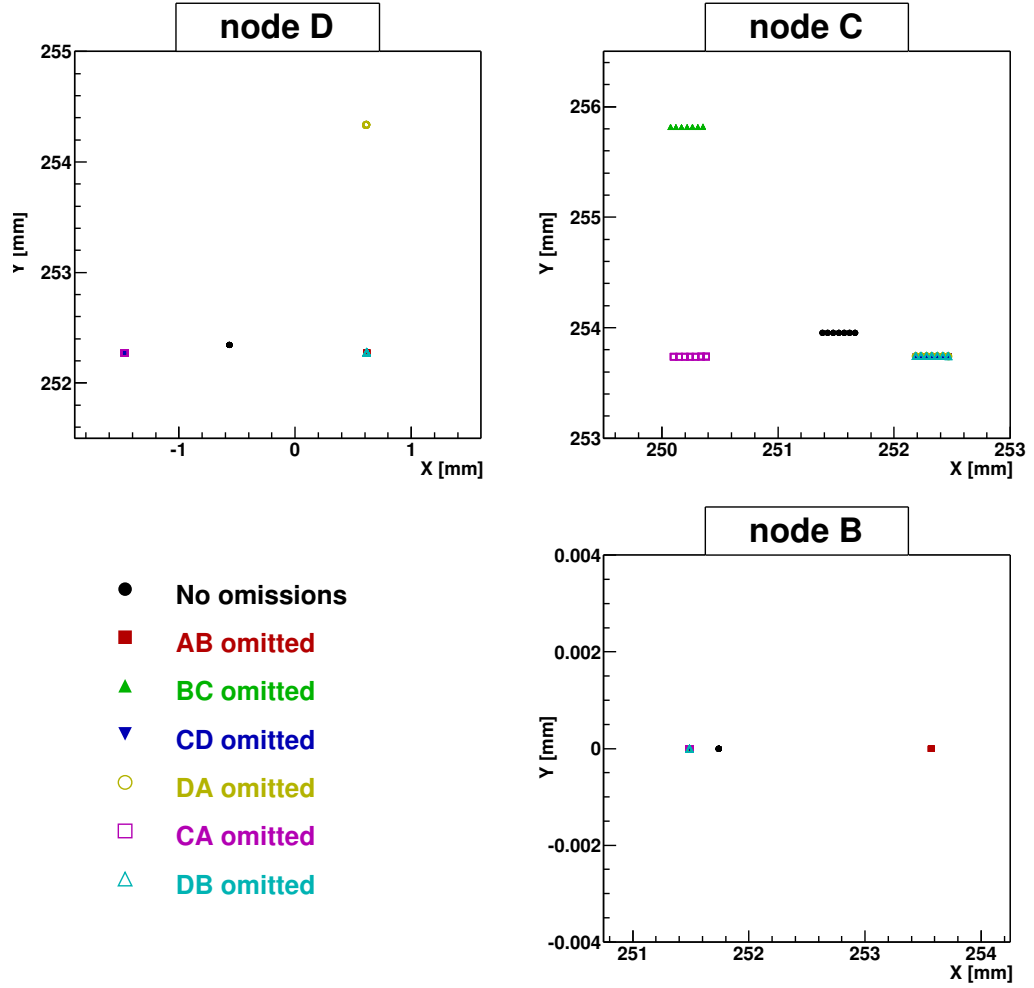 node D
255
254
253
252
Y [mm]
-1 0 1
X [mm]
node C
256
255
254
253
Y [mm]
250 251 252 253
X [mm]
No omissions
AB omitted
BC omitted
CD omitted
DA omitted
CA omitted
DB omitted
node B
0.004
0.002
0
-0.002
-0.004
Y [mm]
251 252 253 254
X [mm]